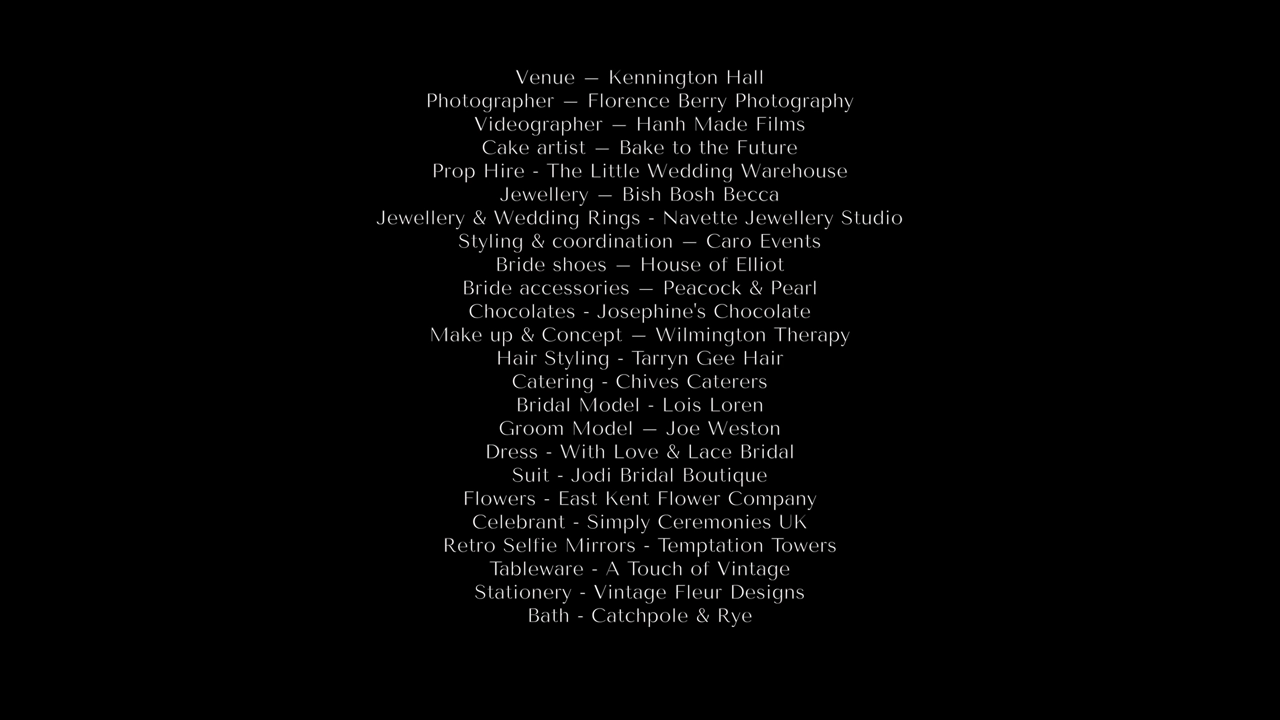 Venue – Kennington Hall
Photographer – Florence Berry Photography
Videographer – Hanh Made Films
Cake artist – Bake to the Future
Prop Hire - The Little Wedding Warehouse
Jewellery – Bish Bosh Becca
Jewellery & Wedding Rings - Navette Jewellery Studio
Styling & coordination – Caro Events
Bride shoes – House of Elliot
Bride accessories – Peacock & Pearl
Chocolates - Josephine's Chocolate
Make up & Concept – Wilmington Therapy
Hair Styling - Tarryn Gee Hair
Catering - Chives Caterers
Bridal Model - Lois Loren
Groom Model – Joe Weston
Dress - With Love & Lace Bridal
Suit - Jodi Bridal Boutique
Flowers - East Kent Flower Company
Celebrant - Simply Ceremonies UK
Retro Selfie Mirrors - Temptation Towers
Tableware - A Touch of Vintage
Stationery - Vintage Fleur Designs
Bath - Catchpole & Rye